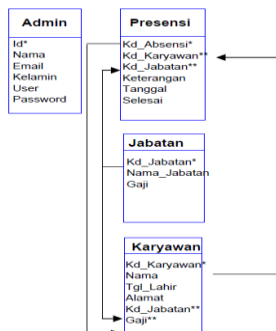 Admin
Id*
Nama
Email
Kelamin
User
Password
Presensi
Kd_Absensi*
Kd_Karyawan**
Kd_Jabatan**
Keterangan
Tanggal
Selesai
Jabatan
Kd_Jabatan*
Nama_Jabatan
Gaji
Karyawan
Kd_Karyawan*
Nama
Tgl_Lahir
Alamat
Kd_Jabatan**
Gaji**